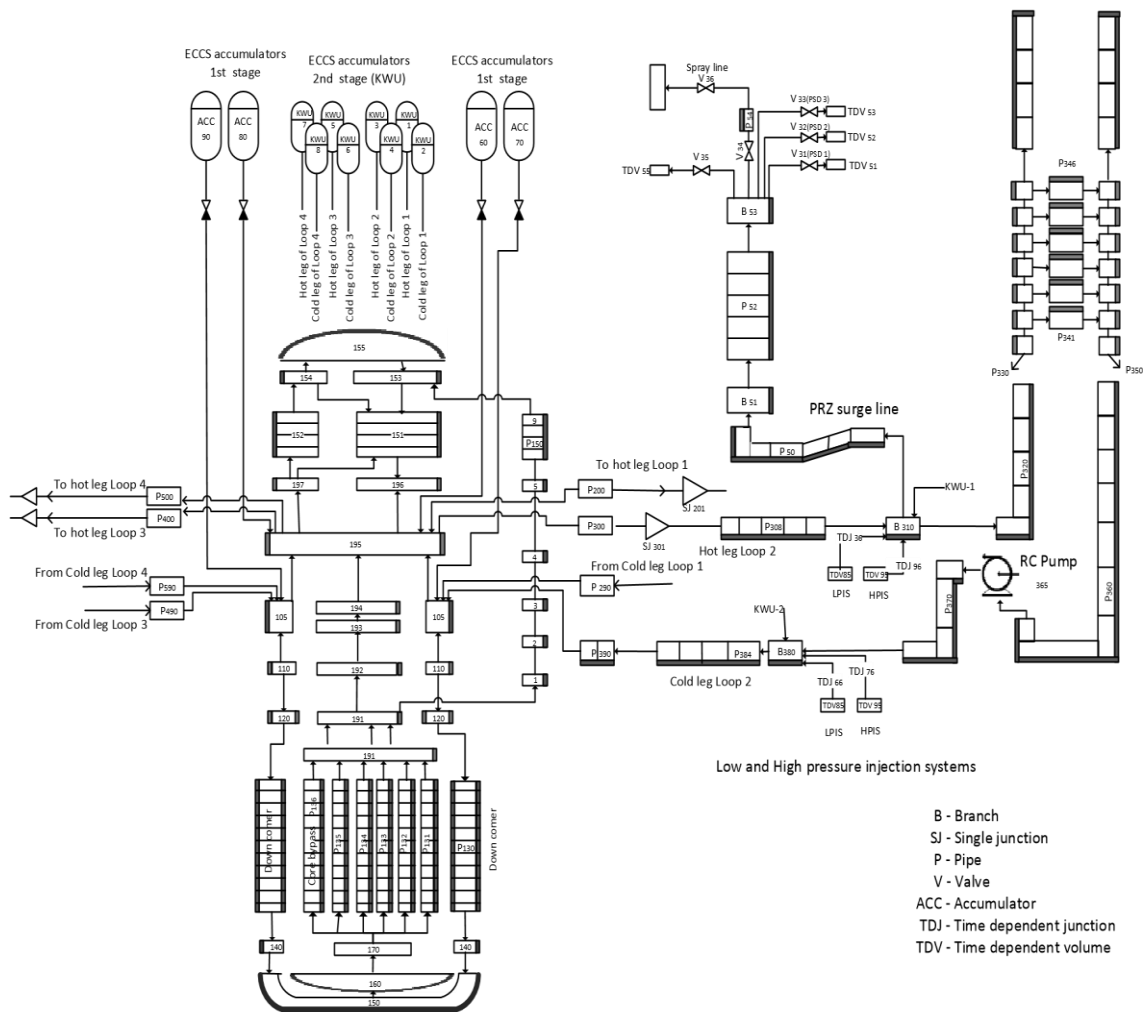 ECCS accumulators
1st stage
ECCS accumulators
2nd stage (KWU)
ECCS accumulators
1st stage
ACC
90
ACC
80
KWU
7
KWU
5
KWU
3
KWU
1
KWU
8
KWU
6
KWU
4
KWU
2
ACC
60
ACC
70
Hot leg of Loop 4
Cold leg of Loop 4
Hot leg of Loop 3
Cold leg of Loop 3
Hot leg of Loop 2
Cold leg of Loop 2
Hot leg of Loop 1
Cold leg of Loop 1
Spray line
V 36
P 54
V 34
V 35
TDV 55
V 33(PSD 3)
TDV 53
V 32(PSD 2)
TDV 52
V 31(PSD 1)
TDV 51
B 53
P 52
B 51
PRZ surge line
P 50
P346
P341
P330
P350
155
154
153
152
151
197
196
9
P150
5
4
3
2
1
To hot leg Loop 4
P500
P400
To hot leg Loop 3
195
From Cold leg Loop 4
P590
P490
From Cold leg Loop 3
105
105
194
193
110
110
192
120
120
191
191
To hot leg Loop 1
P200
SJ 201
P300
SJ 301
P308
Hot leg Loop 2
B 310
KWU-1
P320
TDJ 36
TDJ 96
TDV85
TDV 95
LPIS
HPIS
From Cold leg Loop 1
P 290
P390
P384
Cold leg Loop 2
B380
KWU-2
P370
RC Pump
365
P360
TDJ 66
TDJ 76
TDV85
TDV 95
LPIS
HPIS
Down comer
Core bypass P136
P135
P134
P133
P132
P131
P130
Down comer
140
170
140
160
150
Low and High pressure injection systems
B - Branch
SJ - Single junction
P - Pipe
V - Valve
ACC - Accumulator
TDJ - Time dependent junction
TDV - Time dependent volume